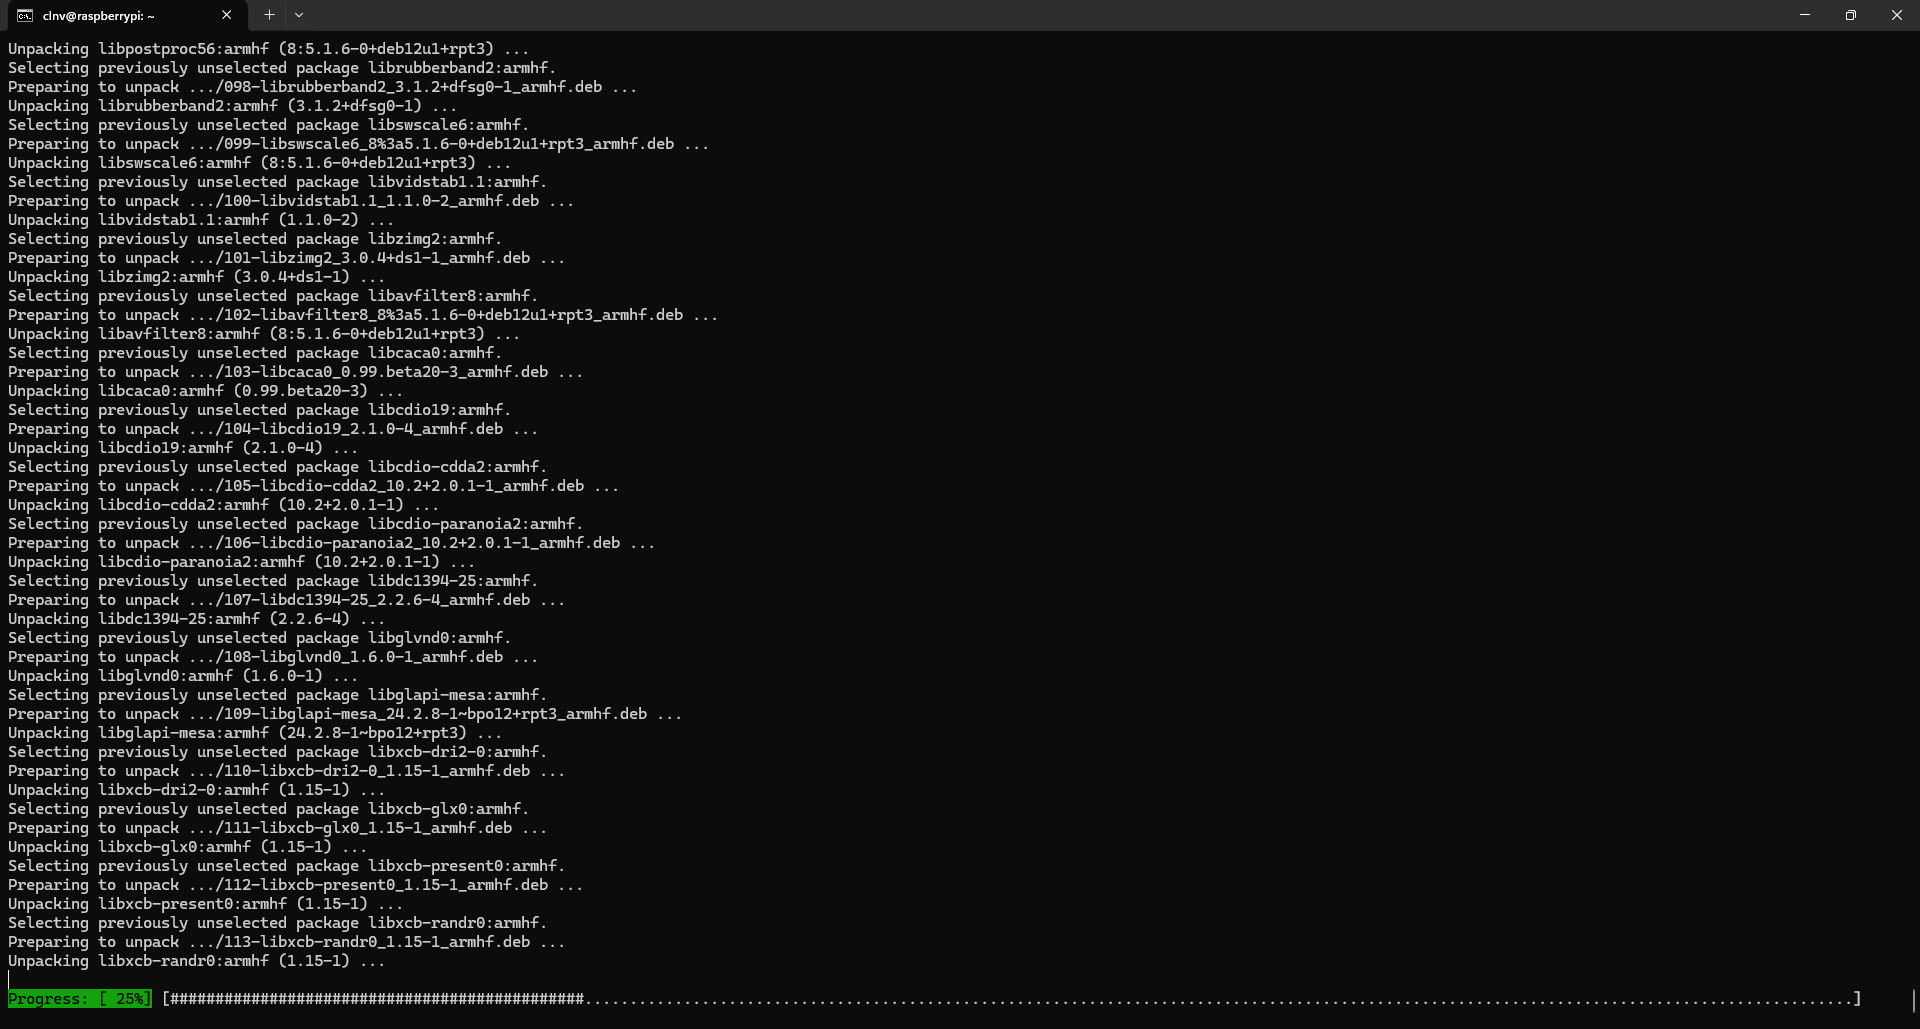 clnv@raspberrypi: ~
Unpacking libpostproc56:armhf (8:5.1.6-0+deb12u1+rpt3) ...
Selecting previously unselected package librubberband2:armhf.
Preparing to unpack .../098-librubberband2_3.1.2+dfsg0-1_armhf.deb ...
Unpacking librubberband2:armhf (3.1.2+dfsg0-1) ...
Selecting previously unselected package libswscale6:armhf.
Preparing to unpack .../099-libswscale6_8%3a5.1.6-0+deb12u1+rpt3_armhf.deb ...
Unpacking libswscale6:armhf (8:5.1.6-0+deb12u1+rpt3) ...
Selecting previously unselected package libvidstab1.1:armhf.
Preparing to unpack .../100-libvidstab1.1_1.1.0-2_armhf.deb ...
Unpacking libvidstab1.1:armhf (1.1.0-2) ...
Selecting previously unselected package libzimg2:armhf.
Preparing to unpack .../101-libzimg2_3.0.4+ds1-1_armhf.deb ...
Unpacking libzimg2:armhf (3.0.4+ds1-1) ...
Selecting previously unselected package libavfilter8:armhf.
Preparing to unpack .../102-libavfilter8_8%3a5.1.6-0+deb12u1+rpt3_armhf.deb ...
Unpacking libavfilter8:armhf (8:5.1.6-0+deb12u1+rpt3) ...
Selecting previously unselected package libcaca0:armhf.
Preparing to unpack .../103-libcaca0_0.99.beta20-3_armhf.deb ...
Unpacking libcaca0:armhf (0.99.beta20-3) ...
Selecting previously unselected package libcdio19:armhf.
Preparing to unpack .../104-libcdio19_2.1.0-4_armhf.deb ...
Unpacking libcdio19:armhf (2.1.0-4) ...
Selecting previously unselected package libcdio-cdda2:armhf.
Preparing to unpack .../105-libcdio-cdda2_10.2+2.0.1-1_armhf.deb ...
Unpacking libcdio-cdda2:armhf (10.2+2.0.1-1) ...
Selecting previously unselected package libcdio-paranoia2:armhf.
Preparing to unpack .../106-libcdio-paranoia2_10.2+2.0.1-1_armhf.deb ...
Unpacking libcdio-paranoia2:armhf (10.2+2.0.1-1) ...
Selecting previously unselected package libdc1394-25:armhf.
Preparing to unpack .../107-libdc1394-25_2.2.6-4_armhf.deb ...
Unpacking libdc1394-25:armhf (2.2.6-4) ...
Selecting previously unselected package libglvnd0:armhf.
Preparing to unpack .../108-libglvnd0_1.6.0-1_armhf.deb ...
Unpacking libglvnd0:armhf (1.6.0-1) ...
Selecting previously unselected package libglapi-mesa:armhf.
Preparing to unpack .../109-libglapi-mesa_24.2.8-1~bpo12+rpt3_armhf.deb ...
Unpacking libglapi-mesa:armhf (24.2.8-1~bpo12+rpt3) ...
Selecting previously unselected package libxcb-dri2-0:armhf.
Preparing to unpack .../110-libxcb-dri2-0_1.15-1_armhf.deb ...
Unpacking libxcb-dri2-0:armhf (1.15-1) ...
Selecting previously unselected package libxcb-glx0:armhf.
Preparing to unpack .../111-libxcb-glx0_1.15-1_armhf.deb ...
Unpacking libxcb-glx0:armhf (1.15-1) ...
Selecting previously unselected package libxcb-present0:armhf.
Preparing to unpack .../112-libxcb-present0_1.15-1_armhf.deb ...
Unpacking libxcb-present0:armhf (1.15-1) ...
Selecting previously unselected package libxcb-randr0:armhf.
Preparing to unpack .../113-libxcb-randr0_1.15-1_armhf.deb ...
Unpacking libxcb-randr0:armhf (1.15-1) ...
Progress: [ 25%] [##############################################.............................................................................................................................................]